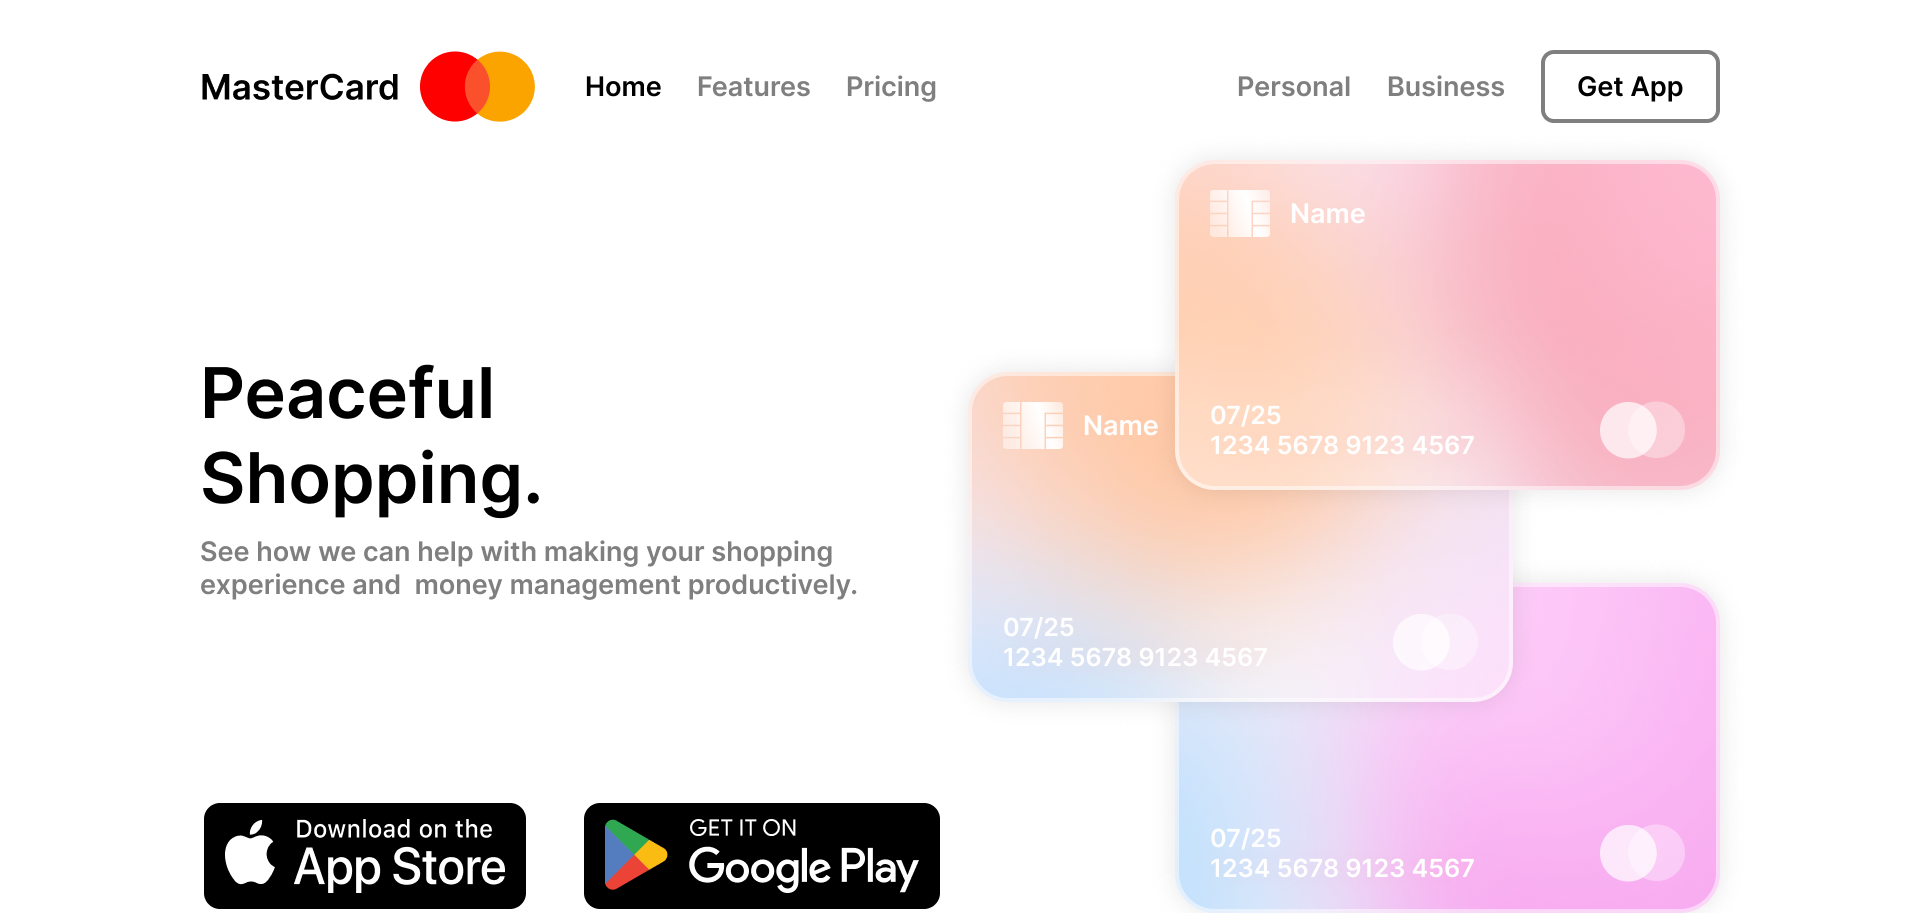 MasterCard
Home Features Pricing
Personal Business Get App
Peaceful
Shopping.
See how we can help with making your shopping
experience and  money management productively.
Download on the
App Store
GET IT ON
Google Play
Name
07/25
1234 5678 9123 4567
Name
07/25
1234 5678 9123 4567
07/25
1234 5678 9123 4567